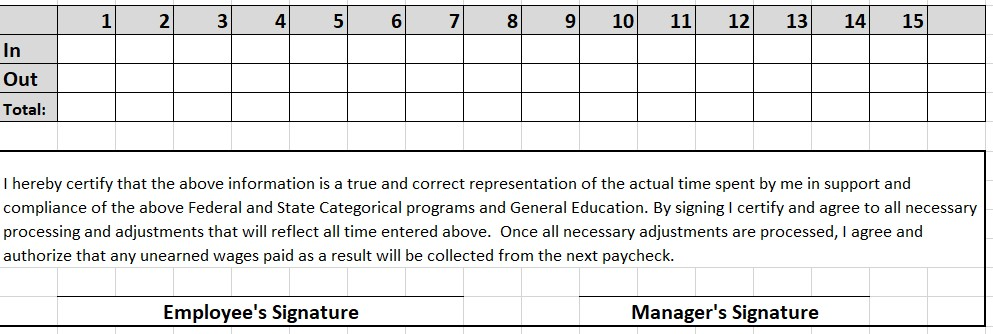 1 2 3 4 5 6 7 8 9 10 11 12 13 14 15
In
Out
Total:
I hereby certify that the above information is a true and correct representation of the actual time spent by me in support and
compliance of the above Federal and State Categorical programs and General Education. By signing I certify and agree to all necessary
processing and adjustments that will reflect all time entered above.  Once all necessary adjustments are processed, I agree and
authorize that any unearned wages paid as a result will be collected from the next paycheck.
Employee's Signature Manager's Signature